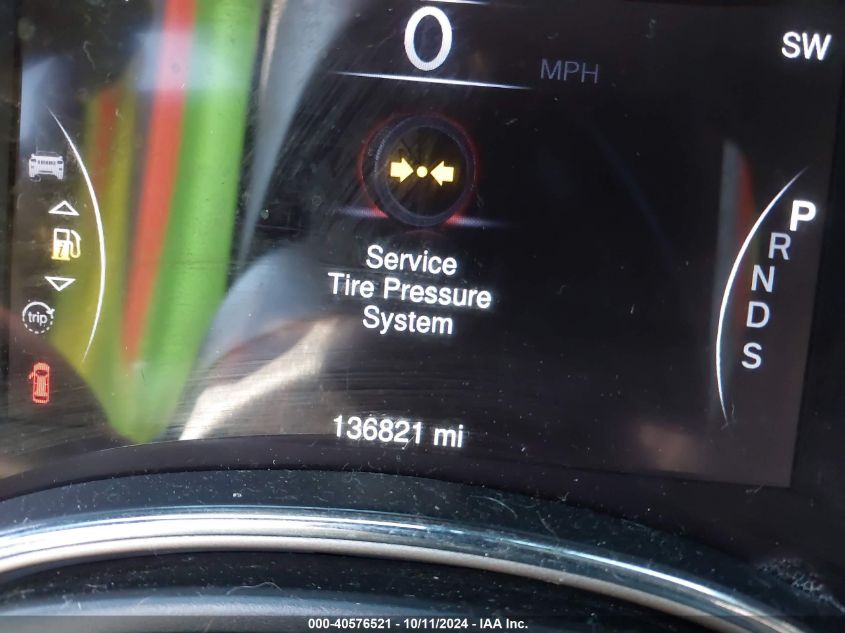 0
MPH
SW
P
R
N
D
S
trip
Service
Tire Pressure
System
136821 mi
000-40576521 - 10/11/2024 - IAA Inc.